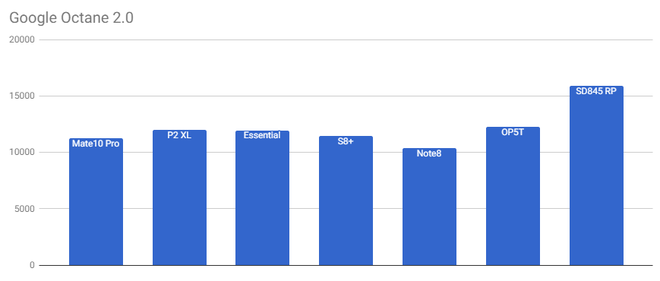 Google Octane 2.0
20000
15000
10000
5000
0
Mate10 Pro
P2 XL
Essential
S8+
Note8
OP5T
SD845 RP